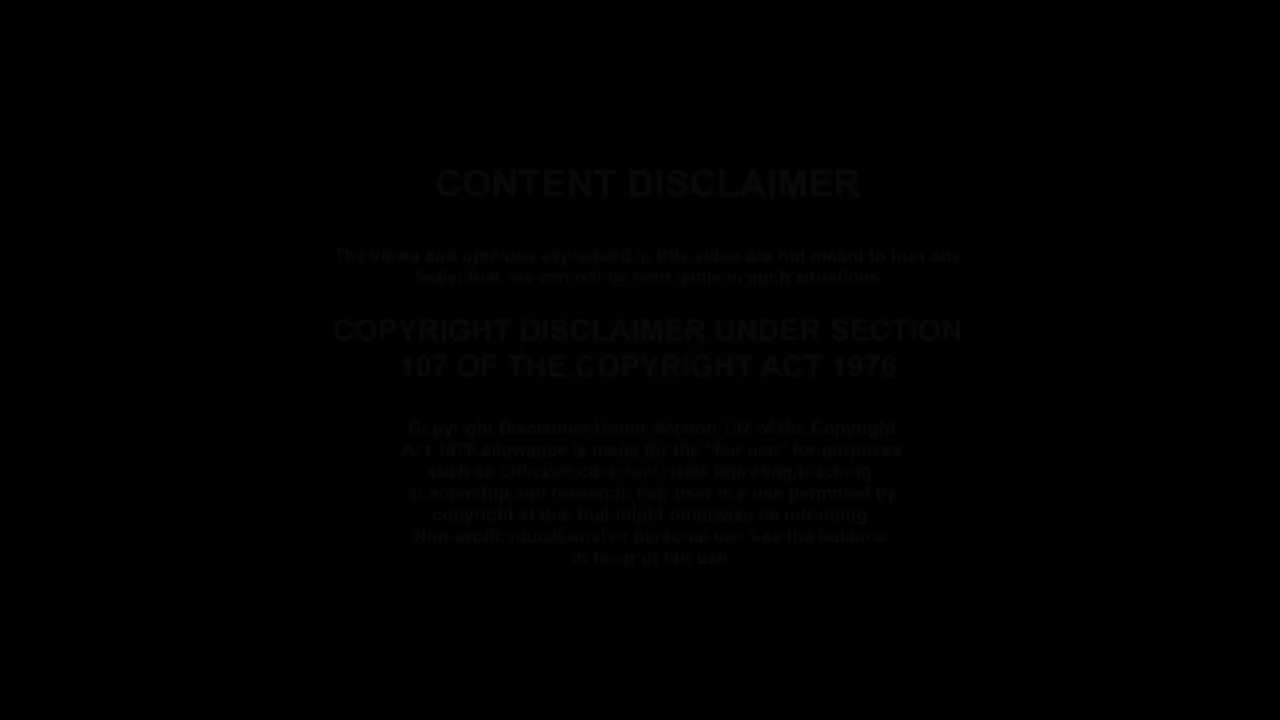 CONTENT DISCLAIMER
The views and opinions expressed in this video are not meant to hurt any
individual, we can not be held liable in such situations
COPYRIGHT DISCLAIMER UNDER SECTION
107 OF THE COPYRIGHT ACT 1976
Copyright Disclaimer Under Section 107 of the Copyright
Act 1976, allowance is made for the "fair use" for purposes
such as criticism, comment, news reporting, teaching,
scholarship and research. Fair use is a use permitted by
copyright statue that might otherwise be infringing.
Non-profit, educational or personal use tips the balance
in favor of fair use.